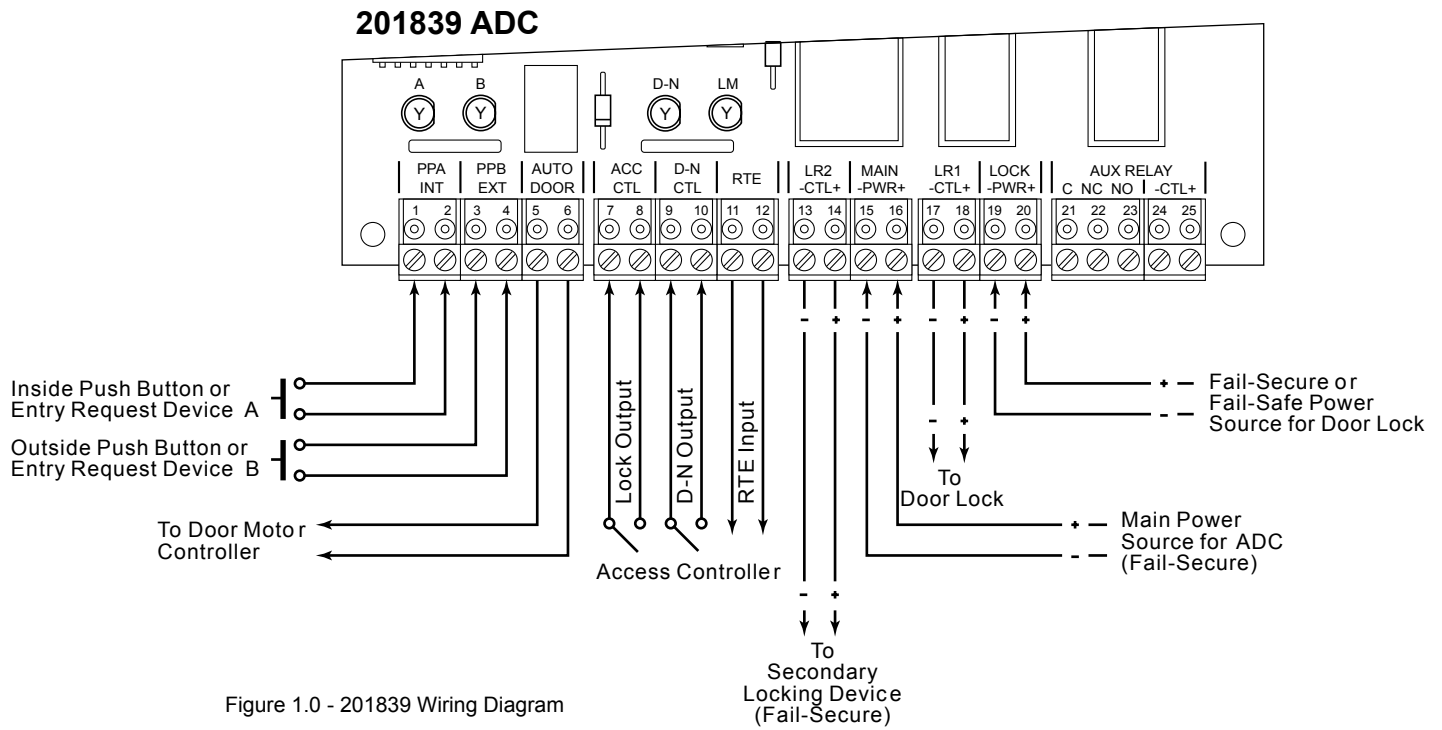 201839 ADC
A B D-N LM
Y Y Y Y
PPA INT PPB EXT AUTO DOOR ACC CTL D-N CTL RTE LR2 -CTL+ MAIN -PWR+ LR1 -CTL+ LOCK -PWR+ AUX RELAY C NC NO -CTL+
1 2 3 4 5 6 7 8 9 10 11 12 13 14 15 16 17 18 19 20 21 22 23 24 25
- + - + - + - +
Inside Push Button or
Entry Request Device A
Outside Push Button or
Entry Request Device B
To Door Motor
Controller
Lock Output
D-N Output
RTE Input
Access Controller
- +
To
Secondary
Locking Device
(Fail-Secure)
- +
To
Door Lock
+
-
Fail-Secure or
Fail-Safe Power
Source for Door Lock
+
-
Main Power
Source for ADC
(Fail-Secure)
Figure 1.0 - 201839 Wiring Diagram